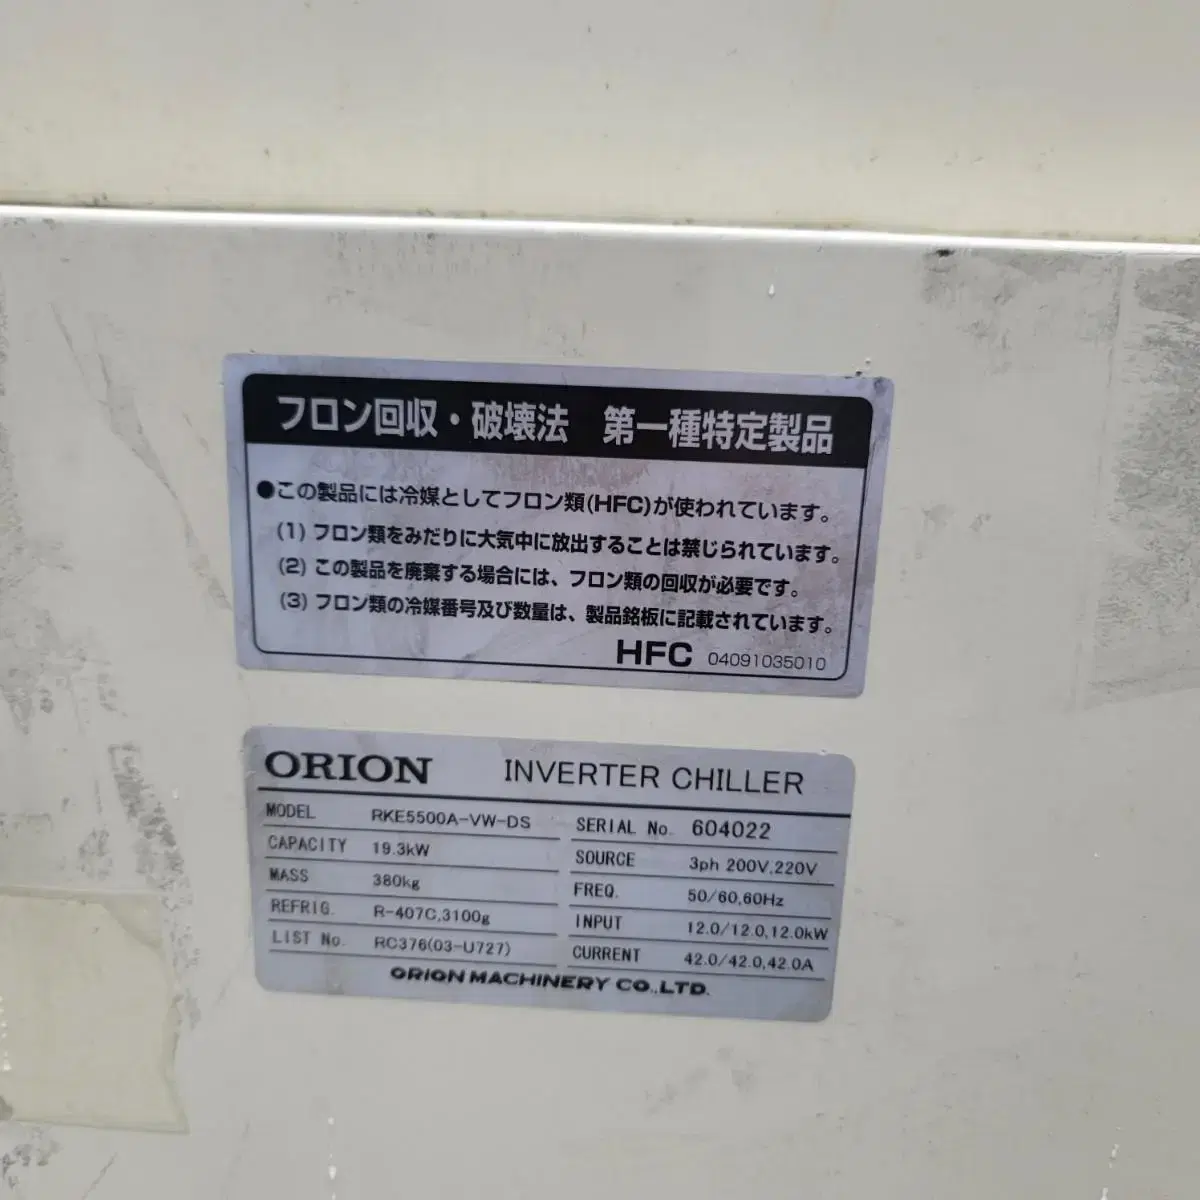 フロン回収・破壊法 第一種特定製品
●この製品には冷媒としてフロン類(HFC)が使われています。
(1) フロン類をみだりに大気中に放出することは禁じられています。
(2) この製品を廃棄する場合には、フロン類の回収が必要です。
(3) フロン類の冷媒番号及び数量は、製品銘板に記載されています。
HFC 04091035010
ORION INVERTER CHILLER
MODEL RKE5500A-VW-DS
CAPACITY 19.3kW
MASS 380kg
REFRIG. R-407C,3100g
LIST No. RC376(03-U727)
SERIAL No. 604022
SOURCE 3ph 200V,220V
FREQ. 50/60,60Hz
INPUT 12.0/12.0,12.0kW
CURRENT 42.0/42.0,42.0A
ORION MACHINERY CO.,LTD.